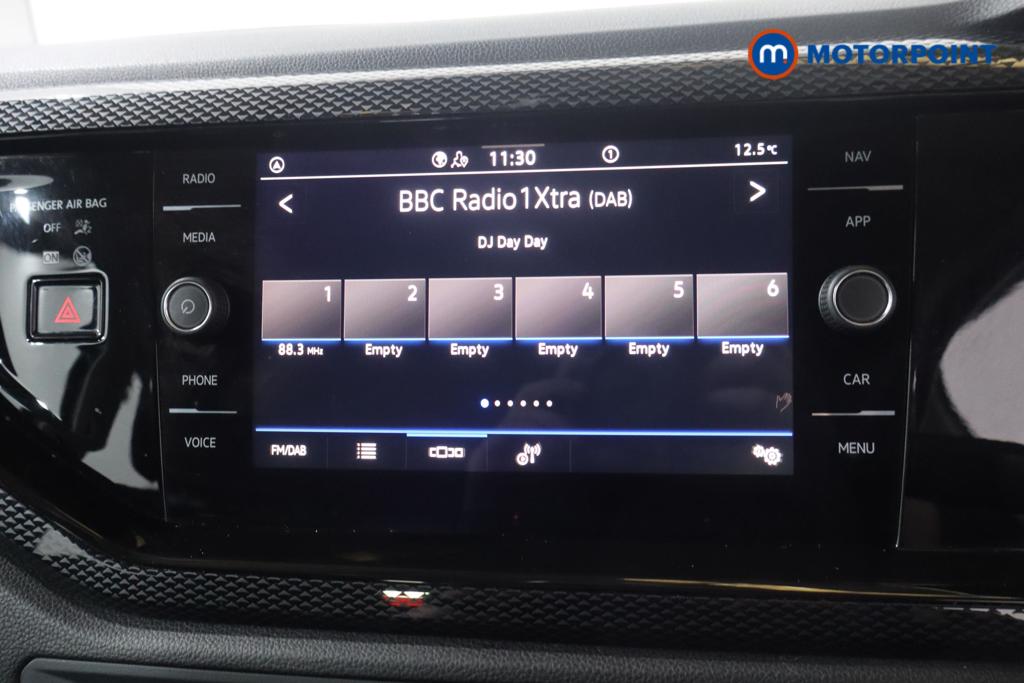 m MOTORPOINT
PASSENGER AIR BAG
OFF
ON
RADIO
MEDIA
PHONE
VOICE
11:30
1
12.5°C
< BBC Radio 1Xtra (DAB) >
DJ Day Day
1 2 3 4 5 6
88.3 MHz Empty Empty Empty Empty Empty
FM/DAB
NAV
APP
CAR
MENU